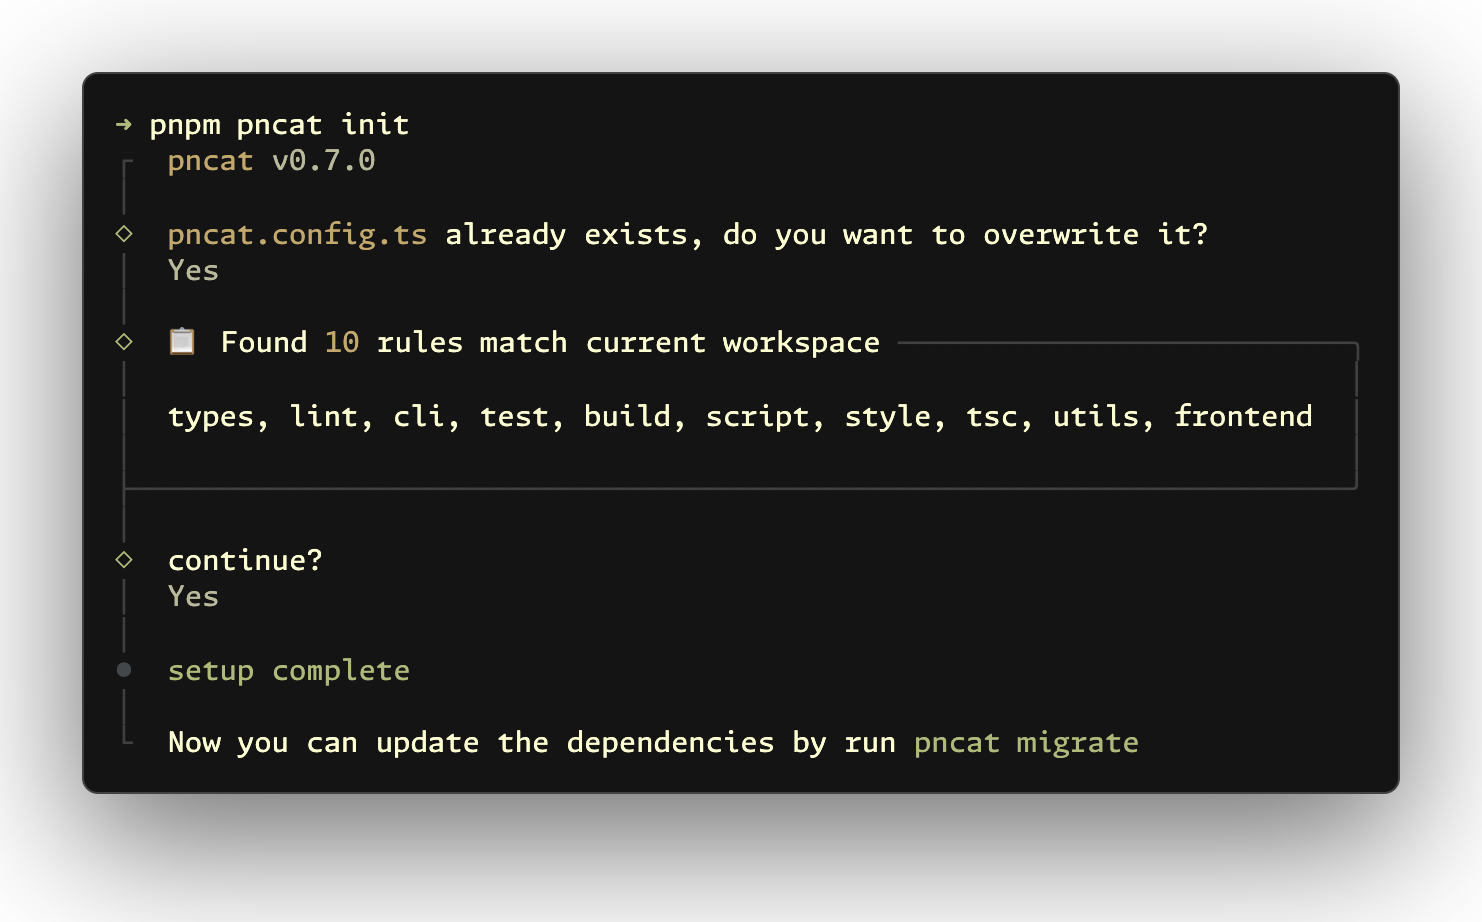 → pnpm pncat init
pncat v0.7.0
pncat.config.ts already exists, do you want to overwrite it?
Yes
📋 Found 10 rules match current workspace
types, lint, cli, test, build, script, style, tsc, utils, frontend
continue?
Yes
setup complete
Now you can update the dependencies by run pncat migrate